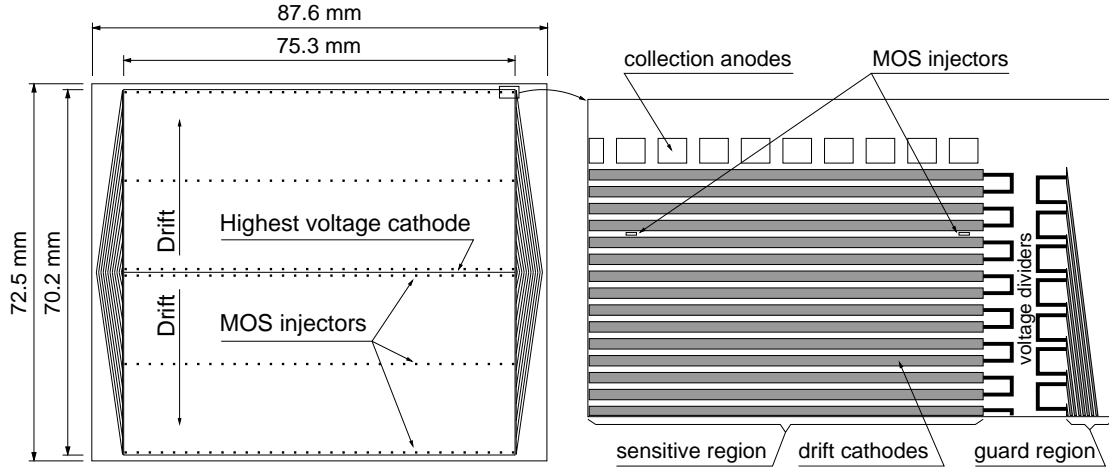 87.6 mm
75.3 mm
72.5 mm
70.2 mm
Drift
Highest voltage cathode
Drift
MOS injectors
collection anodes
MOS injectors
voltage dividers
sensitive region
drift cathodes
guard region